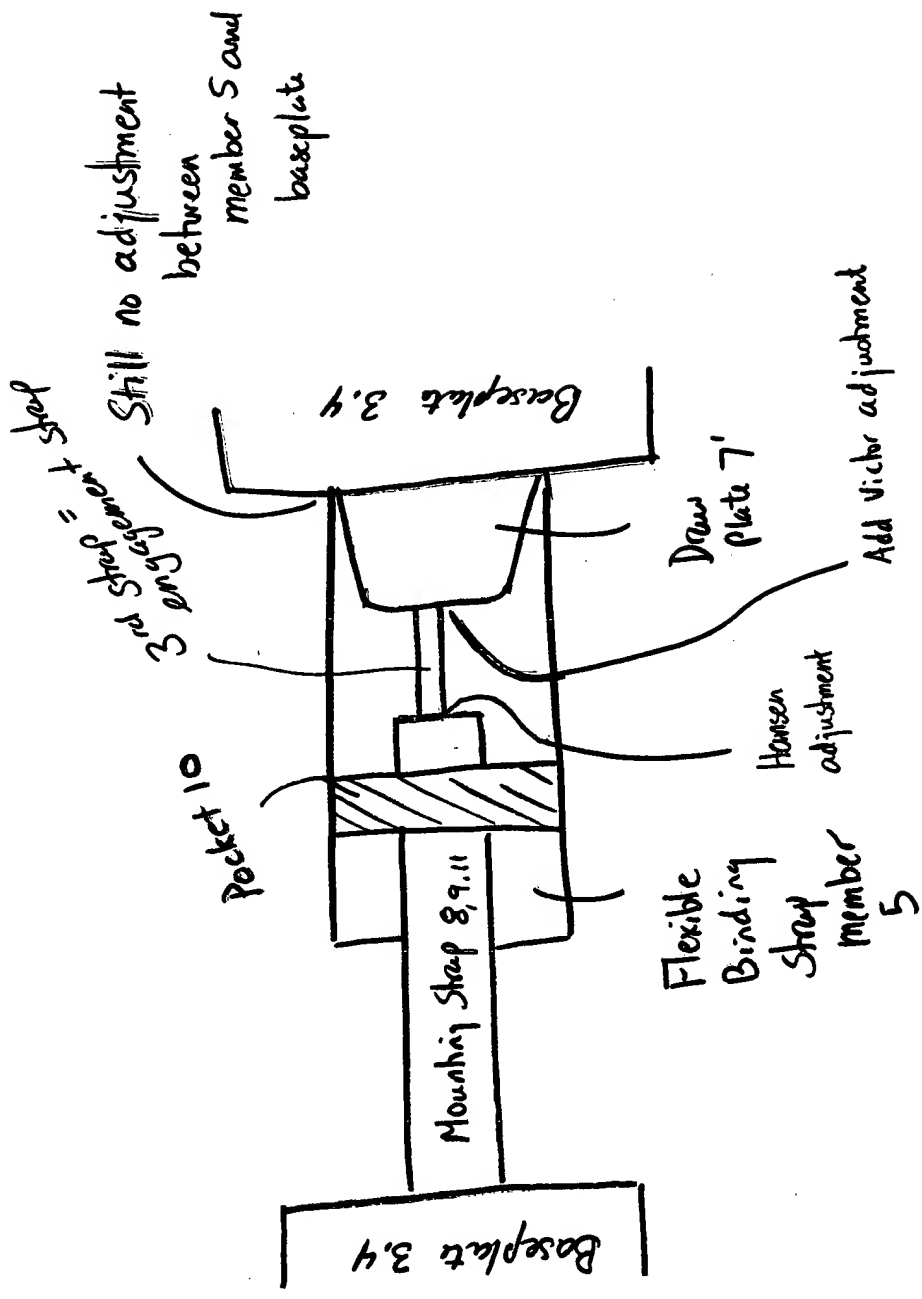 3rd strap =
3 engagement strap
Still no adjustment
between
member 5 and
baseplate
Pocket 10
Baseplate 3.4
Mounting Strap 8,9.11
Baseplate 3.4
Flexible
Binding
Strap
member
5
Hansen
adjustment
Draw
Plate 7'
Add Victor adjustment